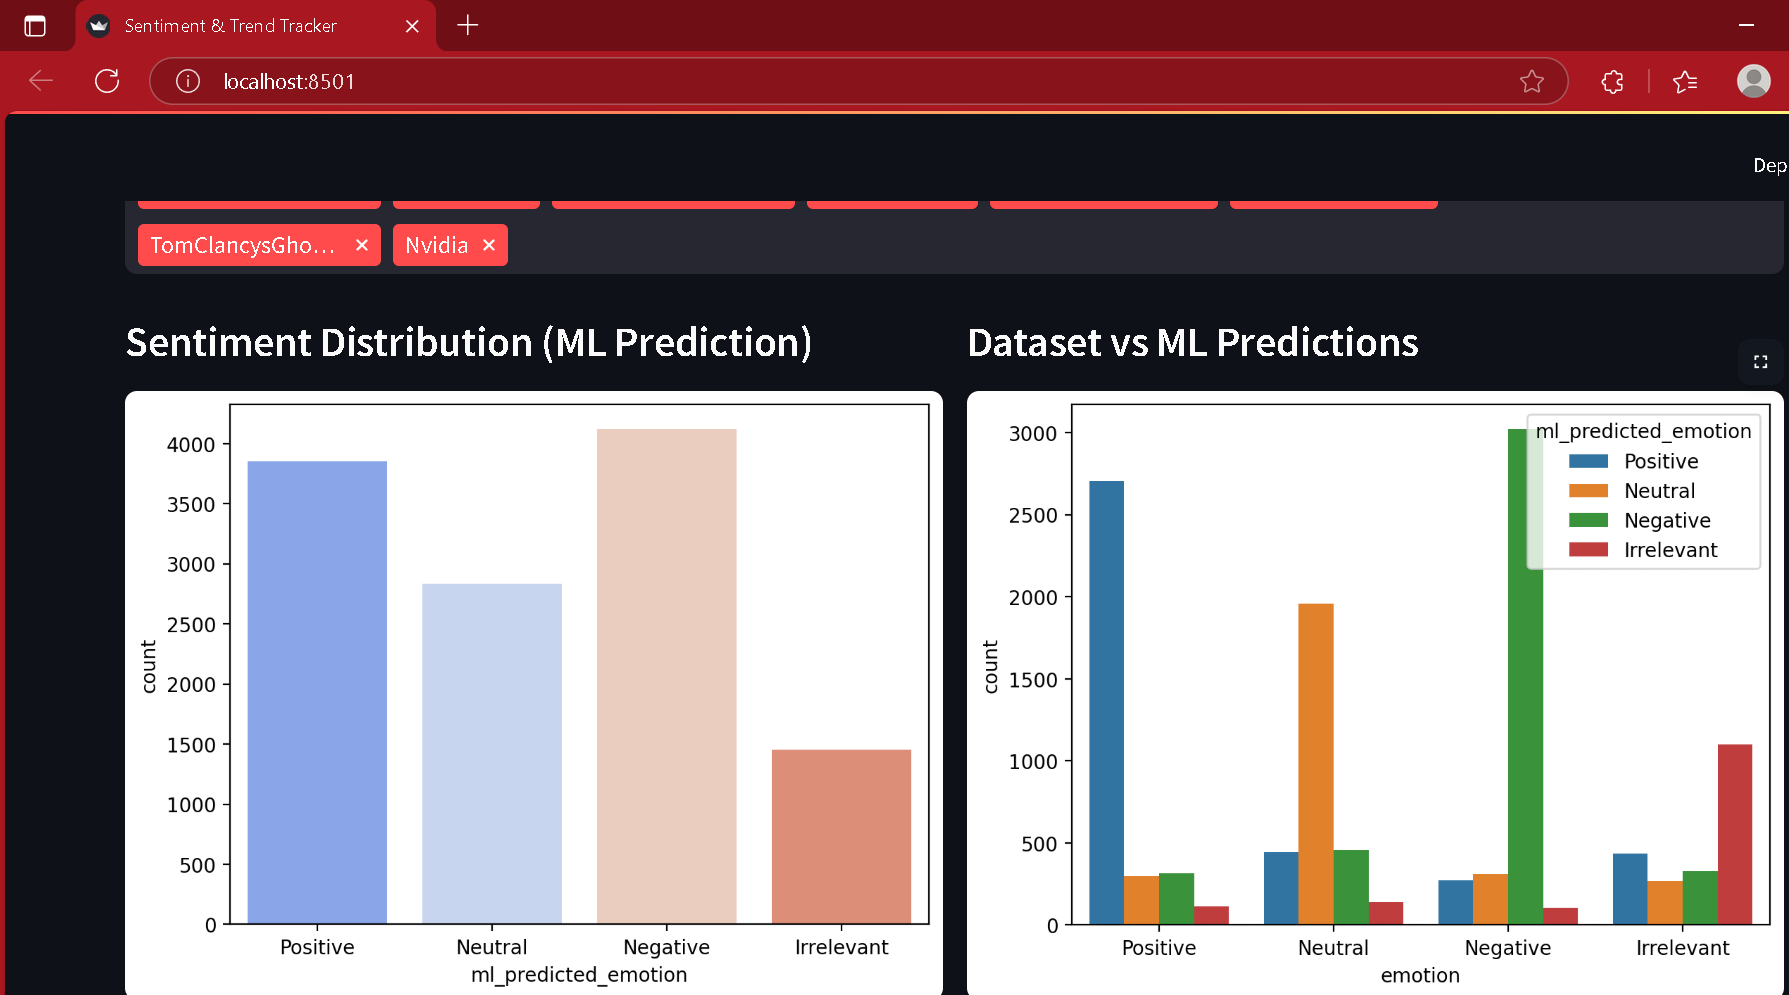 Sentiment & Trend Tracker
localhost:8501
Dep
TomClancysGho... Nvidia
Sentiment Distribution (ML Prediction)
4000
3500
3000
2500
2000
1500
1000
500
0
count
Positive Neutral Negative Irrelevant
ml_predicted_emotion
Dataset vs ML Predictions
3000
2500
2000
1500
1000
500
0
count
ml_predicted_emotion
Positive
Neutral
Negative
Irrelevant
Positive Neutral Negative Irrelevant
emotion